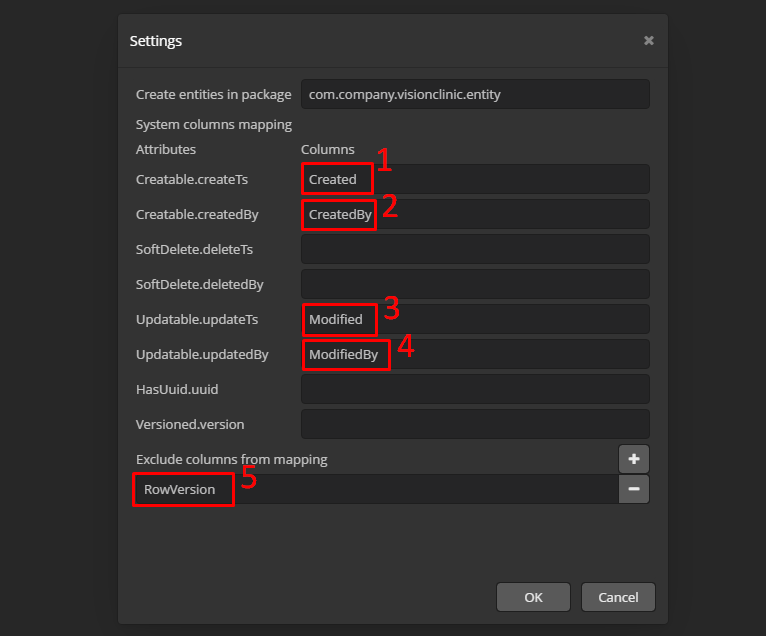 Settings ×
Create entities in package com.company.visionclinic.entity
System columns mapping
Attributes Columns
Creatable.createTs Created 1
Creatable.createdBy CreatedBy 2
SoftDelete.deleteTs
SoftDelete.deletedBy
Updatable.updateTs Modified 3
Updatable.updatedBy ModifiedBy 4
HasUuid.uuid
Versioned.version
Exclude columns from mapping +
RowVersion 5 −
OK Cancel